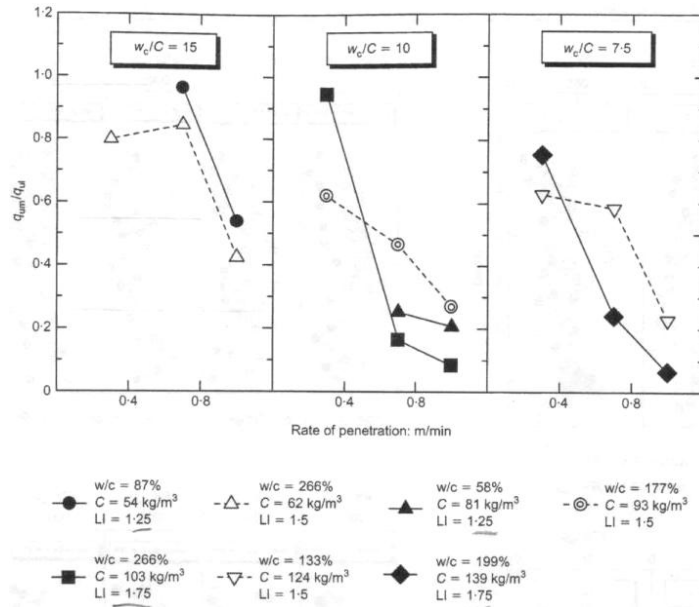 1·2
1·0
0·8
0·6
0·4
0·2
0
q_um/q_ul
w_c/C = 15
w_c/C = 10
w_c/C = 7·5
0·4 0·8 0·4 0·8 0·4 0·8
Rate of penetration: m/min
w/c = 87%
C = 54 kg/m³
LI = 1·25
w/c = 266%
C = 62 kg/m³
LI = 1·5
w/c = 58%
C = 81 kg/m³
LI = 1·25
w/c = 177%
C = 93 kg/m³
LI = 1·5
w/c = 266%
C = 103 kg/m³
LI = 1·75
w/c = 133%
C = 124 kg/m³
LI = 1·5
w/c = 199%
C = 139 kg/m³
LI = 1·75